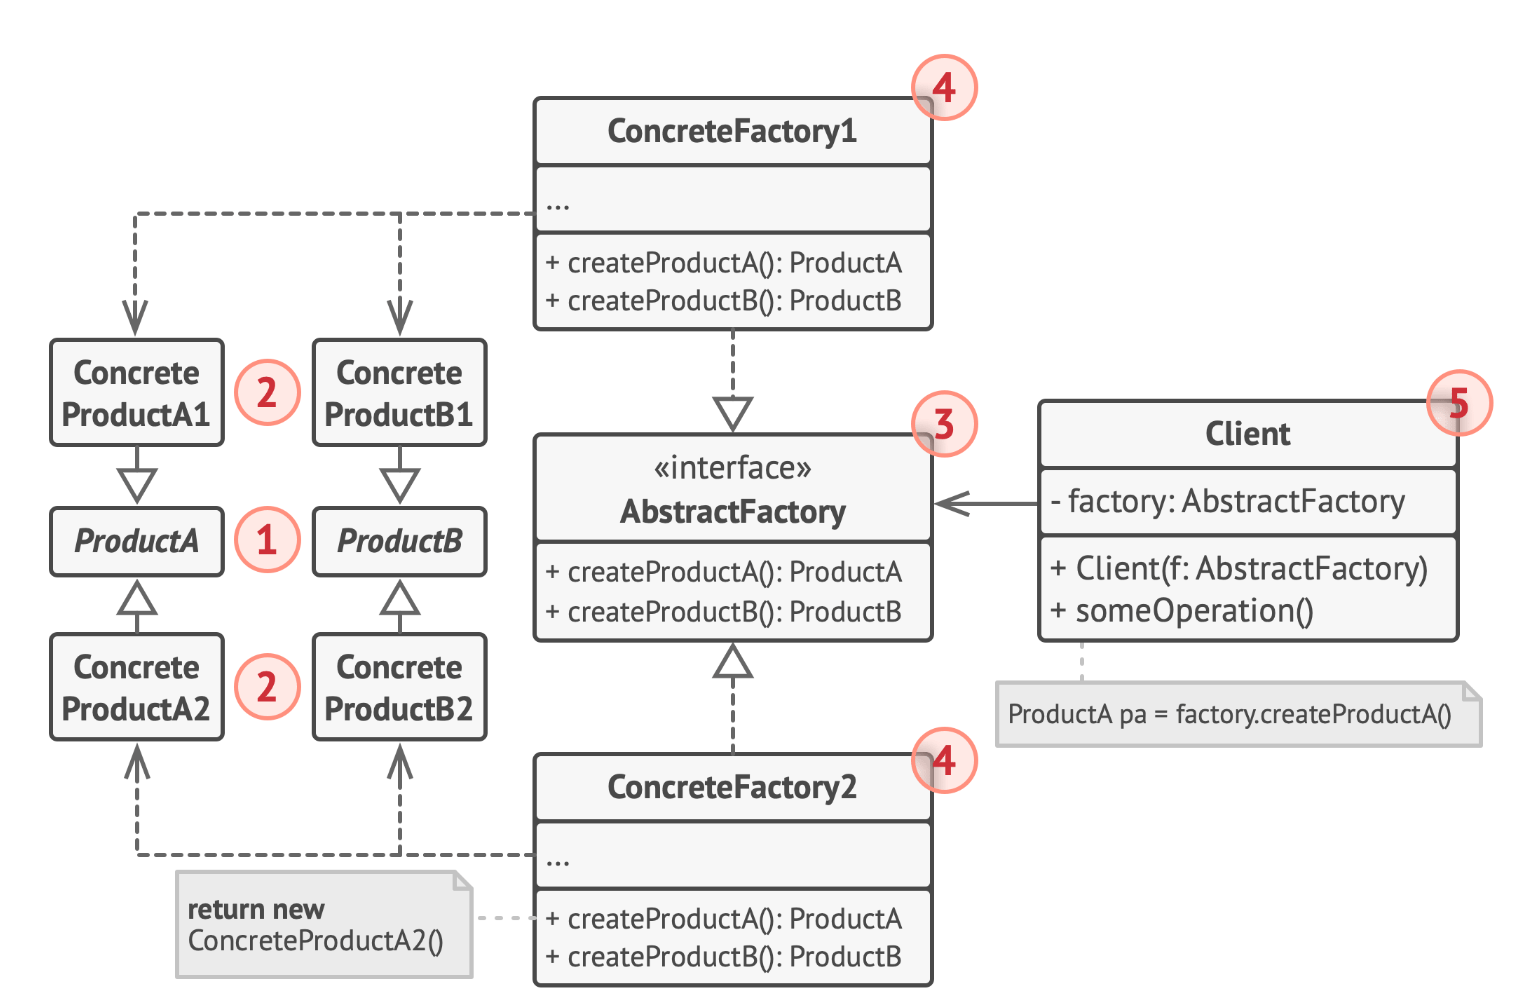 4
ConcreteFactory1
...
+ createProductA(): ProductA
+ createProductB(): ProductB
Concrete
ProductA1
2
Concrete
ProductB1
ProductA
1
ProductB
Concrete
ProductA2
2
Concrete
ProductB2
3
«interface»
AbstractFactory
+ createProductA(): ProductA
+ createProductB(): ProductB
5
Client
- factory: AbstractFactory
+ Client(f: AbstractFactory)
+ someOperation()
ProductA pa = factory.createProductA()
4
ConcreteFactory2
...
+ createProductA(): ProductA
+ createProductB(): ProductB
return new
ConcreteProductA2()